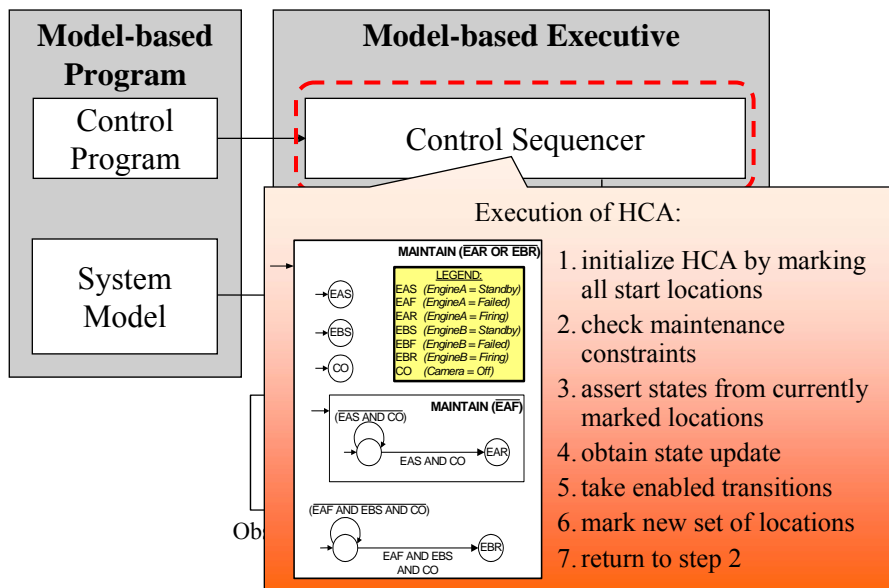 Model-based
Program
Model-based Executive
Control
Program
Control Sequencer
System
Model
Execution of HCA:
MAINTAIN (EAR OR EBR)
LEGEND:
EAS (EngineA = Standby)
EAF (EngineA = Failed)
EAR (EngineA = Firing)
EBS (EngineB = Standby)
EBF (EngineB = Failed)
EBR (EngineB = Firing)
CO (Camera = Off)
EAS
EBS
CO
MAINTAIN (EAF)
(EAS AND CO)
EAR
EAS AND CO
(EAF AND EBS AND CO)
EBR
EAF AND EBS
AND CO
1. initialize HCA by marking
all start locations
2. check maintenance
constraints
3. assert states from currently
marked locations
4. obtain state update
5. take enabled transitions
6. mark new set of locations
7. return to step 2
Obs